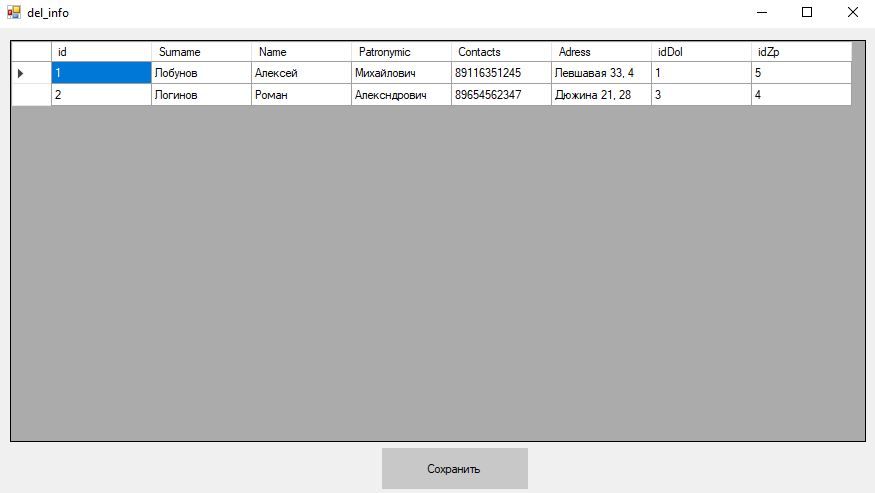 del_info
id Surname Name Patronymic Contacts Adress idDol idZp
1 Лобунов Алексей Михайлович 89116351245 Левшавая 33, 4 1 5
2 Логинов Роман Алексндрович 89654562347 Дюжина 21, 28 3 4
Сохранить